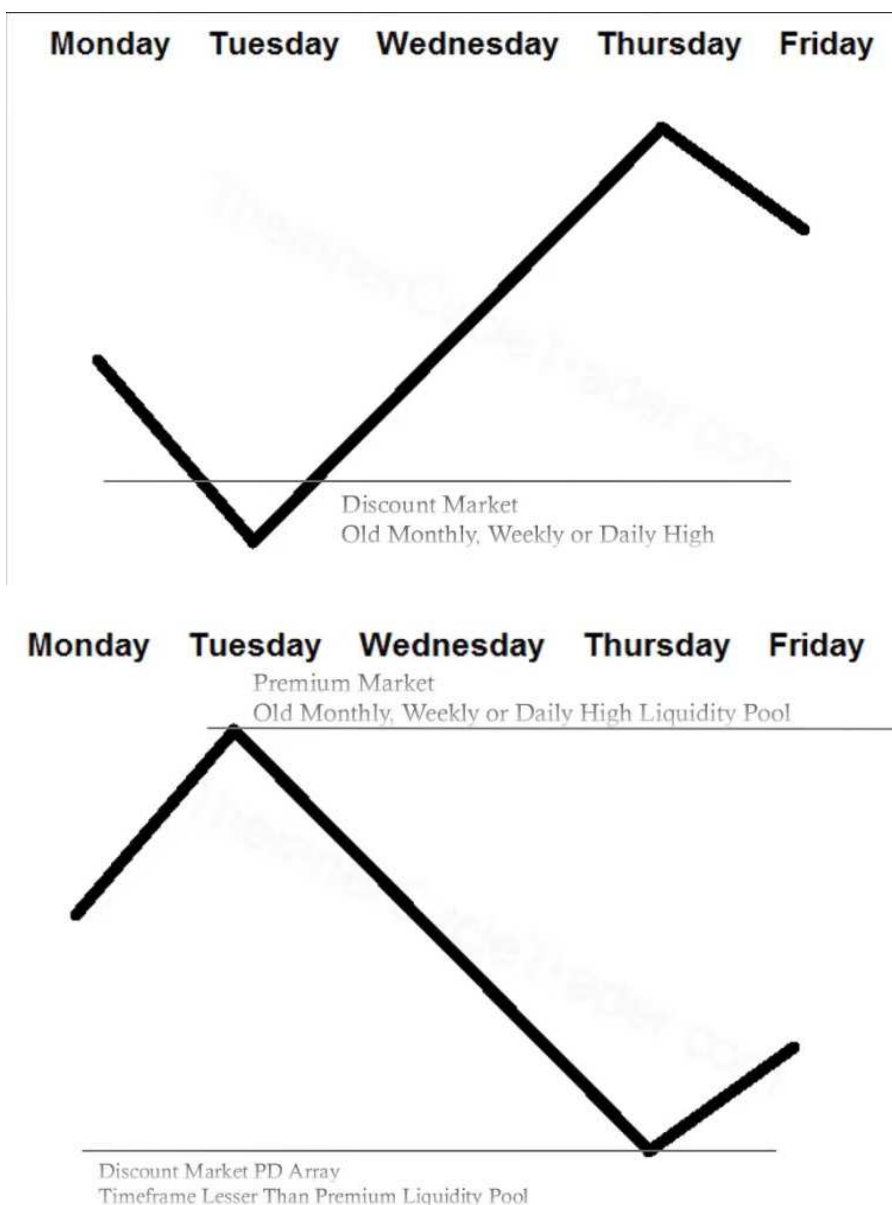 Monday Tuesday Wednesday Thursday Friday
Discount Market
Old Monthly, Weekly or Daily High
Monday Tuesday Wednesday Thursday Friday
Premium Market
Old Monthly, Weekly or Daily High Liquidity Pool
Discount Market PD Array
Timeframe Lesser Than Premium Liquidity Pool